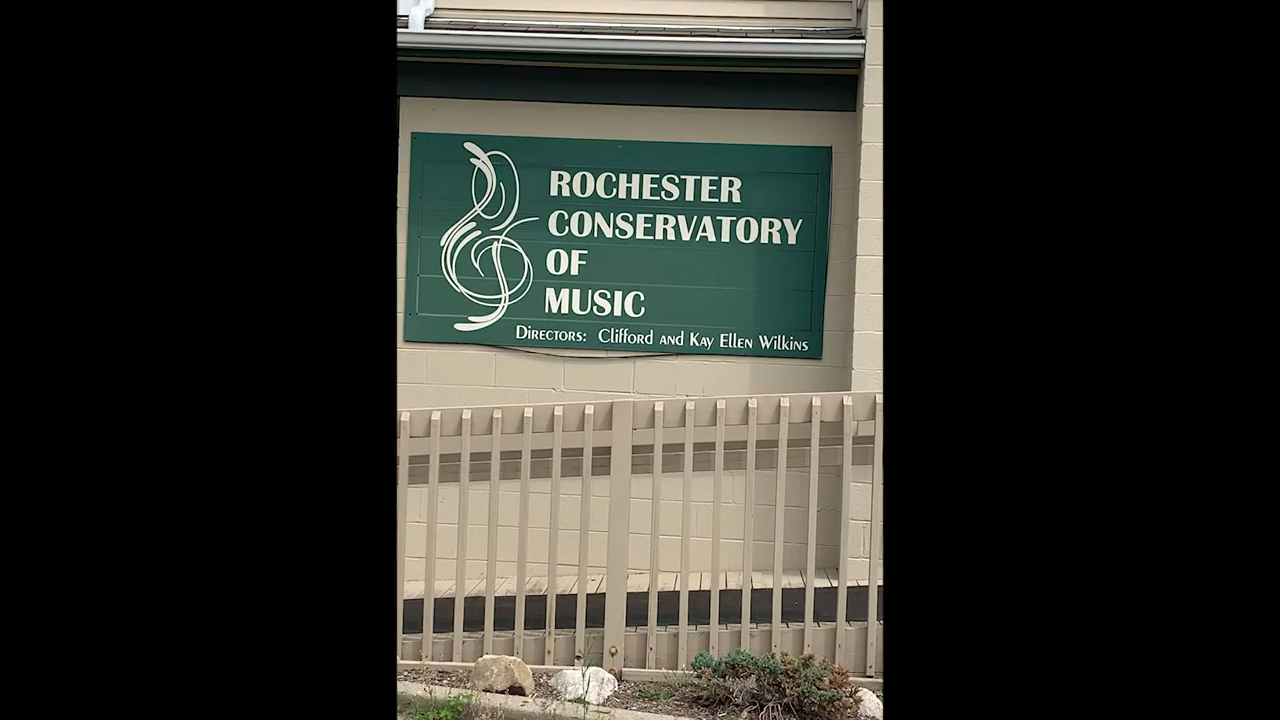 ROCHESTER
CONSERVATORY
OF
MUSIC
DIRECTORS: CLIFFORD AND KAY ELLEN WILKINS